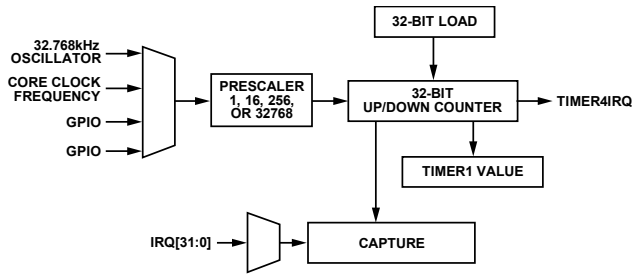 32-BIT LOAD
32.768kHz
OSCILLATOR
CORE CLOCK
FREQUENCY
GPIO
GPIO
PRESCALER
1, 16, 256,
OR 32768
32-BIT
UP/DOWN COUNTER
TIMER4IRQ
TIMER1 VALUE
IRQ[31:0]
CAPTURE